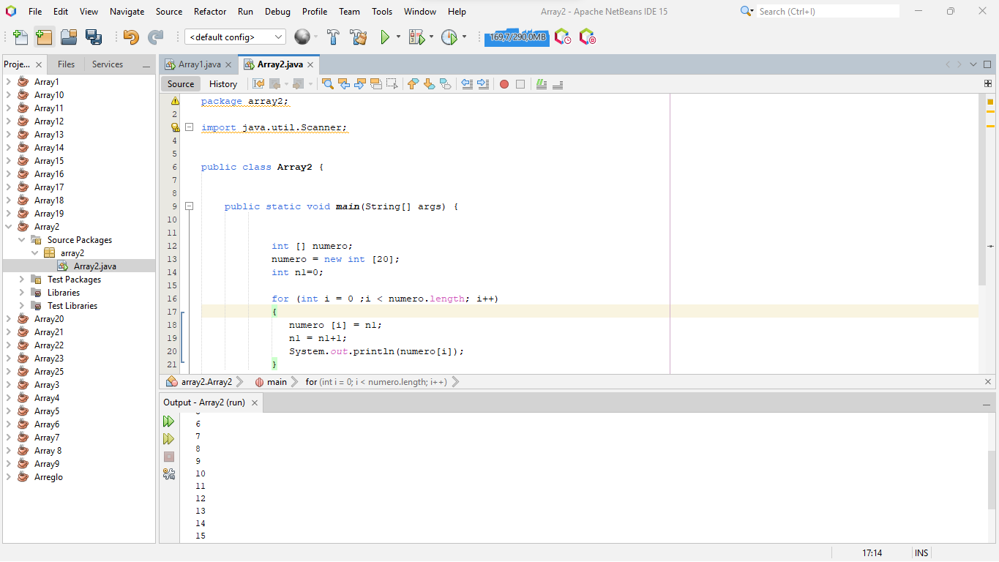 File Edit View Navigate Source Refactor Run Debug Profile Team Tools Window Help
Array2 - Apache NetBeans IDE 15
Search (Ctrl+I)
<default config>
169,7/290,0MB
Proje...
Files
Services
Array1
Array10
Array11
Array12
Array13
Array14
Array15
Array16
Array17
Array18
Array19
Array2
Source Packages
array2
Array2.java
Test Packages
Libraries
Test Libraries
Array20
Array21
Array22
Array23
Array25
Array3
Array4
Array5
Array6
Array7
Array 8
Array9
Arreglo
Array1.java
Array2.java
Source
History
package array2;
2
import java.util.Scanner;
4
5
6 public class Array2 {
7
8
9 public static void main(String[] args) {
10
11
12 int [] numero;
13 numero = new int [20];
14 int n1=0;
15
16 for (int i = 0 ;i < numero.length; i++)
17 {
18 numero [i] = n1;
19 n1 = n1+1;
20 System.out.println(numero[i]);
21 }
array2.Array2
main
for (int i = 0; i < numero.length; i++)
Output - Array2 (run)
6
7
8
9
10
11
12
13
14
15
17:14
INS